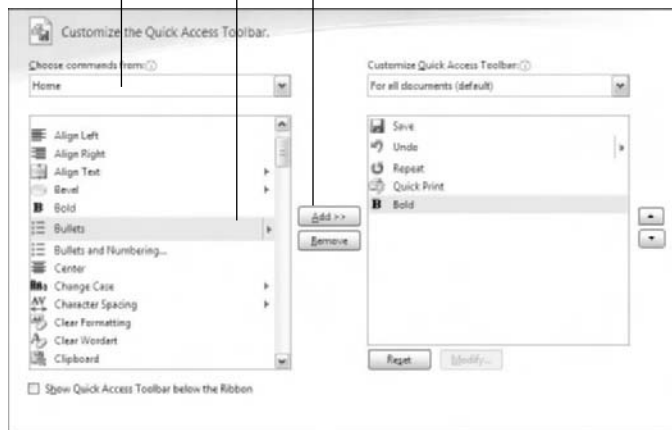 Customize the Quick Access Toolbar.
Choose commands from:
Home
Align Left
Align Right
Align Text
Bevel
Bold
Bullets
Bullets and Numbering...
Center
Change Case
Character Spacing
Clear Formatting
Clear Wordart
Clipboard
Show Quick Access Toolbar below the Ribbon
Add >>
Remove
Customize Quick Access Toolbar:
For all documents (default)
Save
Undo
Repeat
Quick Print
B Bold
Reset
Modify...